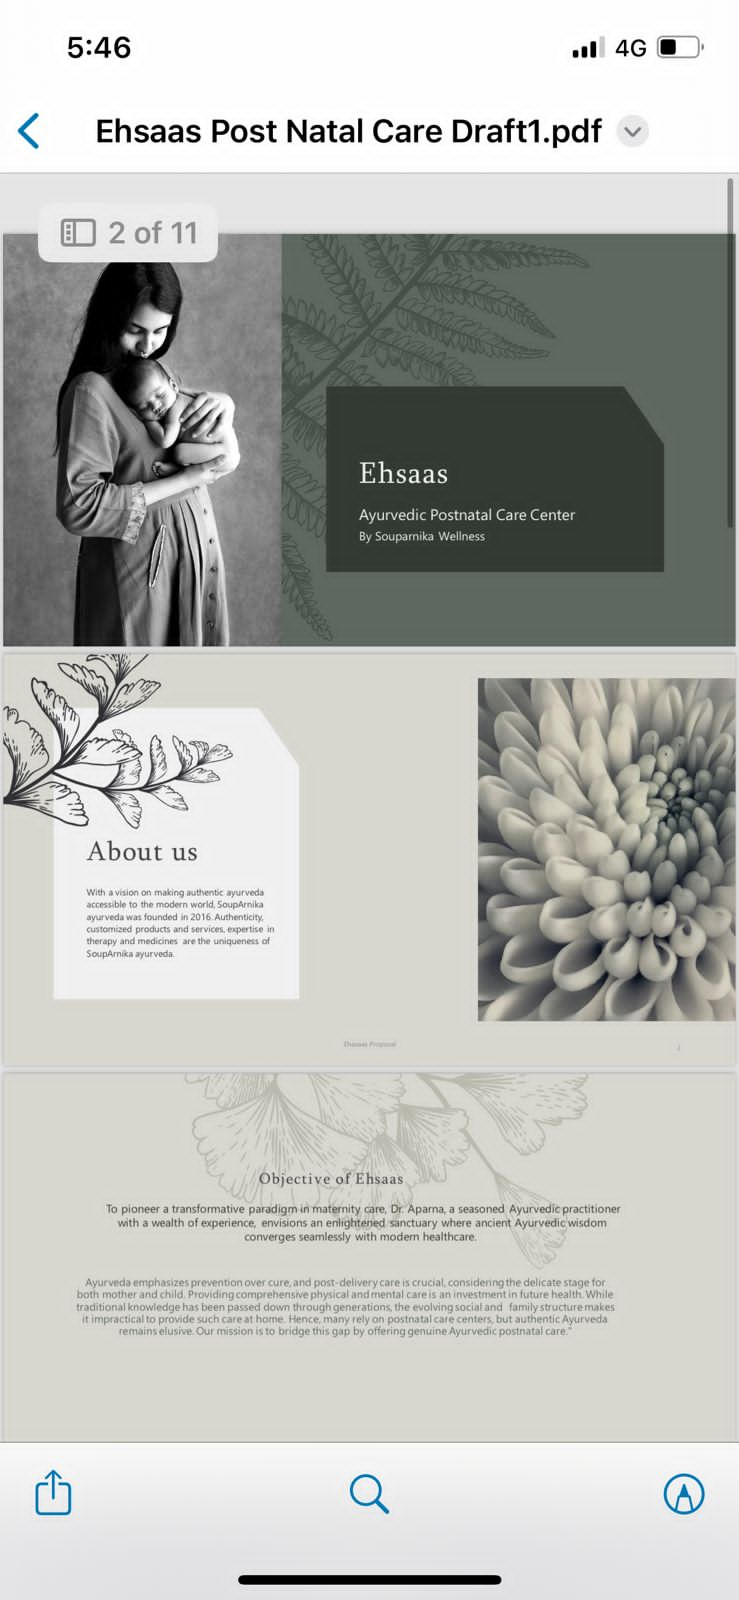 5:46
4G
Ehsaas Post Natal Care Draft1.pdf
2 of 11
Ehsaas
Ayurvedic Postnatal Care Center
By Souparnika Wellness
About us
With a vision on making authentic ayurveda
accessible to the modern world, SoupArnika
ayurveda was founded in 2016. Authenticity,
customized products and services, expertise in
therapy and medicines are the uniqueness of
SoupArnika ayurveda.
Ehsaas Proposal
2
Objective of Ehsaas
To pioneer a transformative paradigm in maternity care, Dr. Aparna, a seasoned Ayurvedic practitioner
with a wealth of experience, envisions an enlightened sanctuary where ancient Ayurvedic wisdom
converges seamlessly with modern healthcare.
Ayurveda emphasizes prevention over cure, and post-delivery care is crucial, considering the delicate stage for
both mother and child. Providing comprehensive physical and mental care is an investment in future health. While
traditional knowledge has been passed down through generations, the evolving social and family structure makes
it impractical to provide such care at home. Hence, many rely on postnatal care centers, but authentic Ayurveda
remains elusive. Our mission is to bridge this gap by offering genuine Ayurvedic postnatal care."